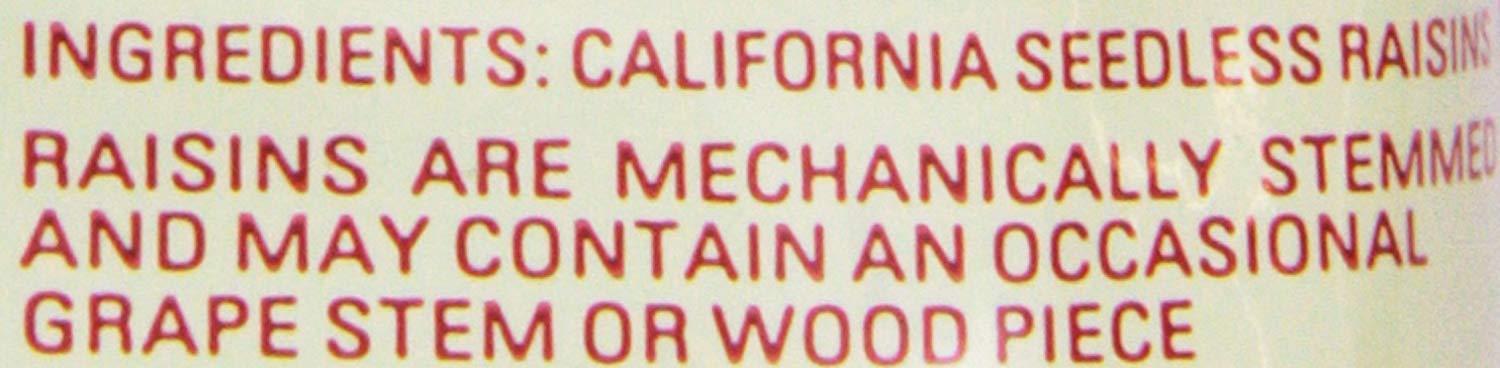 INGREDIENTS: CALIFORNIA SEEDLESS RAISINS
RAISINS ARE MECHANICALLY STEMMED
AND MAY CONTAIN AN OCCASIONAL
GRAPE STEM OR WOOD PIECE